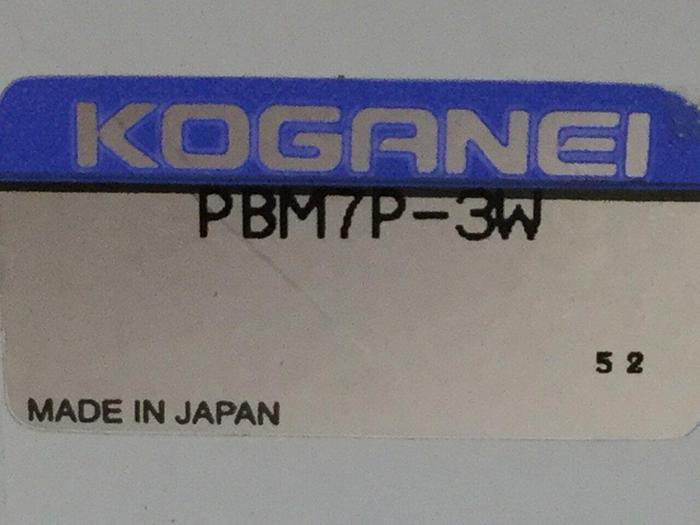 KOGANEI
PBM7P-3W
52
MADE IN JAPAN